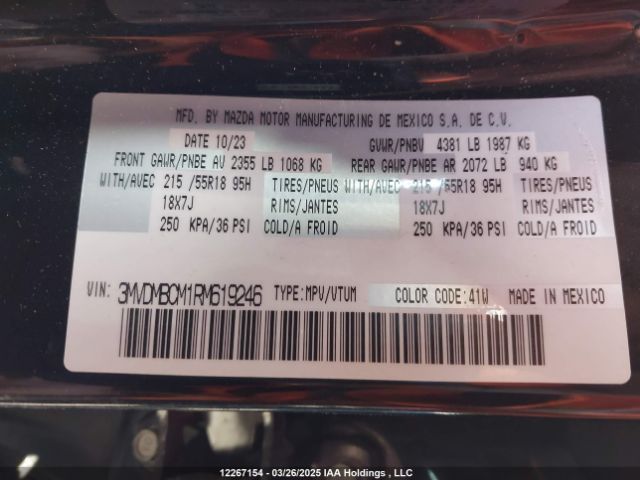 MFD. BY MAZDA MOTOR MANUFACTURING DE MEXICO S.A. DE C.V.
DATE 10/23 GVWR/PNBV 4381 LB 1987 KG
FRONT GAWR/PNBE AV 2355 LB 1068 KG REAR GAWR/PNBE AR 2072 LB 940 KG
WITH/AVEC 215 /55R18 95H TIRES/PNEUS WITH/AVEC 215 /55R18 95H TIRES/PNEUS
18X7J RIMS/JANTES 18X7J RIMS/JANTES
250 KPA/36 PSI COLD/A FROID 250 KPA/36 PSI COLD/A FROID
VIN: 3MVDMBCM1RM619246 TYPE:MPV/VTUM COLOR CODE:41W MADE IN MEXICO
12267154 - 03/26/2025 IAA Holdings , LLC